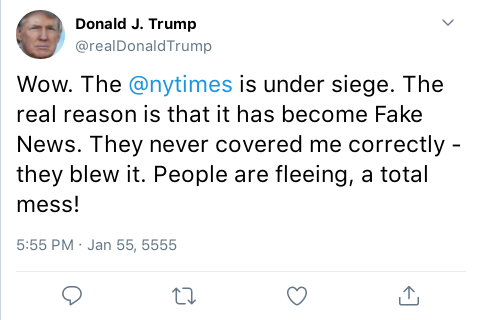 Donald J. Trump
@realDonaldTrump
Wow. The @nytimes is under siege. The
real reason is that it has become Fake
News. They never covered me correctly -
they blew it. People are fleeing, a total
mess!
5:55 PM · Jan 55, 5555